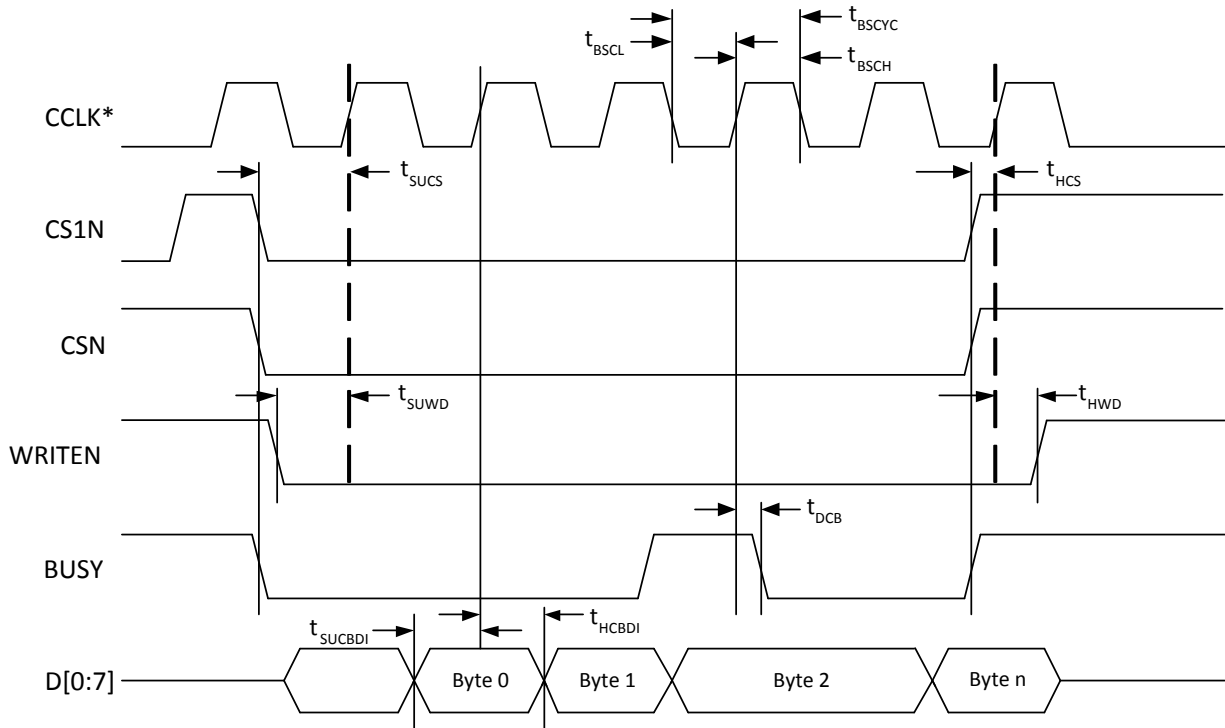 t_BSCYC
t_BSCL
t_BSCH
CCLK*
t_SUCS
t_HCS
CS1N
CSN
t_SUWD
t_HWD
WRITEN
t_DCB
BUSY
t_SUCBDI
t_HCBDI
D[0:7]
Byte 0
Byte 1
Byte 2
Byte n